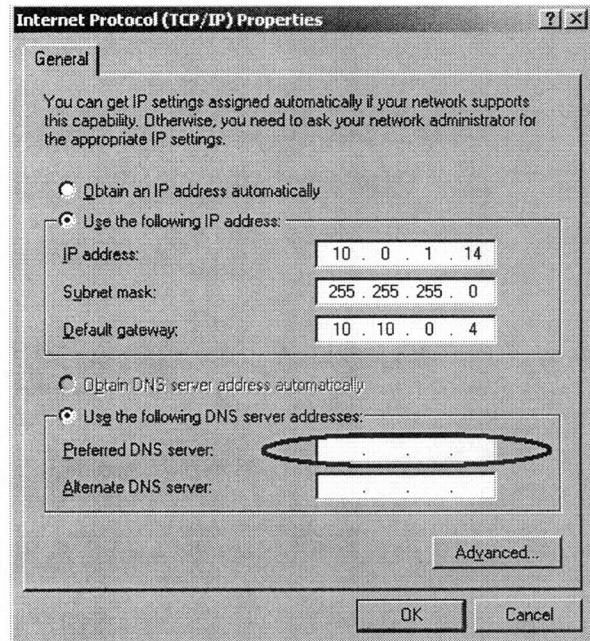 Internet Protocol (TCP/IP) Properties ? ×
General
You can get IP settings assigned automatically if your network supports
this capability. Otherwise, you need to ask your network administrator for
the appropriate IP settings.
Obtain an IP address automatically
Use the following IP address:
IP address: 10 . 0 . 1 . 14
Subnet mask: 255 . 255 . 255 . 0
Default gateway: 10 . 10 . 0 . 4
Obtain DNS server address automatically
Use the following DNS server addresses:
Preferred DNS server: . . .
Alternate DNS server: . . .
Advanced...
OK Cancel